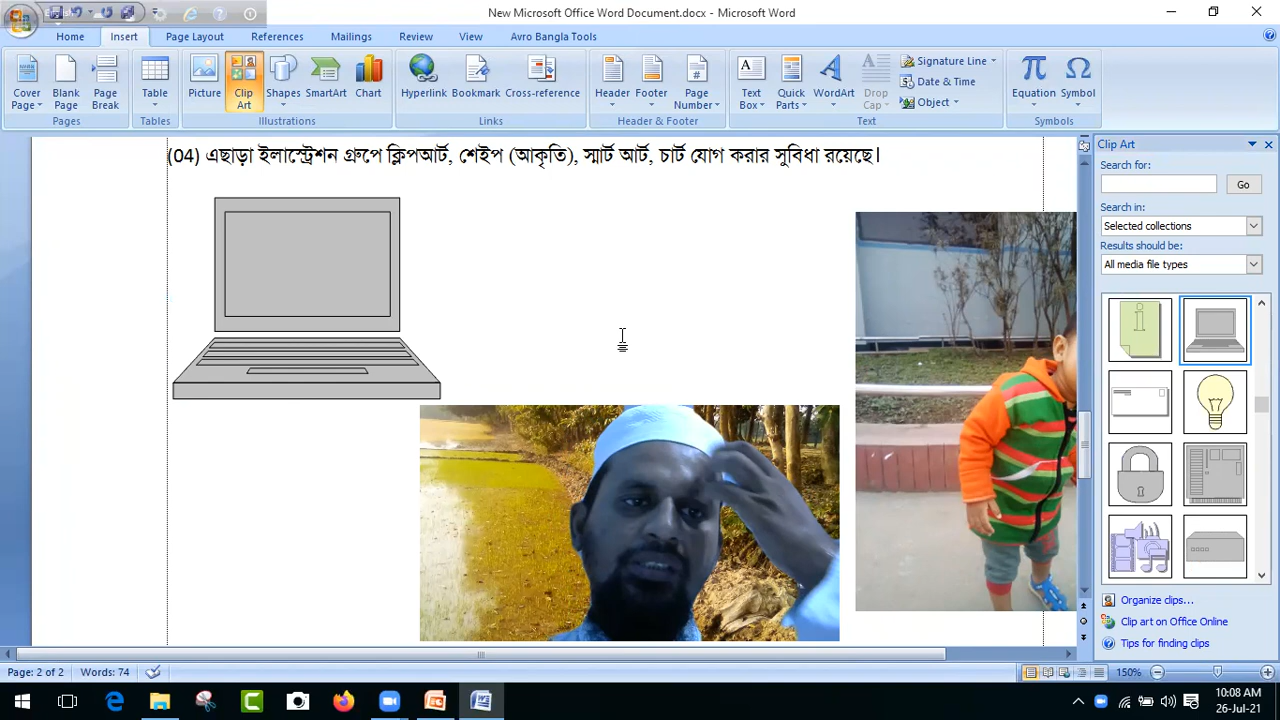 New Microsoft Office Word Document.docx - Microsoft Word
Home Insert Page Layout References Mailings Review View Avro Bangla Tools
Cover Page Blank Page Page Break Table Picture Clip Art Shapes SmartArt Chart Hyperlink Bookmark Cross-reference Header Footer Page Number Text Box Quick Parts WordArt Drop Cap Signature Line Date & Time Object Equation Symbol
Pages Tables Illustrations Links Header & Footer Text Symbols
(04) এছাড়া ইলাস্ট্রেশন গ্রুপে ক্লিপআর্ট, শেইপ (আকৃতি), স্মার্ট আর্ট, চার্ট যোগ করার সুবিধা রয়েছে।
Clip Art
Search for:
Go
Search in:
Selected collections
Results should be:
All media file types
Organize clips...
Clip art on Office Online
Tips for finding clips
Page: 2 of 2 Words: 74 150%
10:08 AM
26-Jul-21